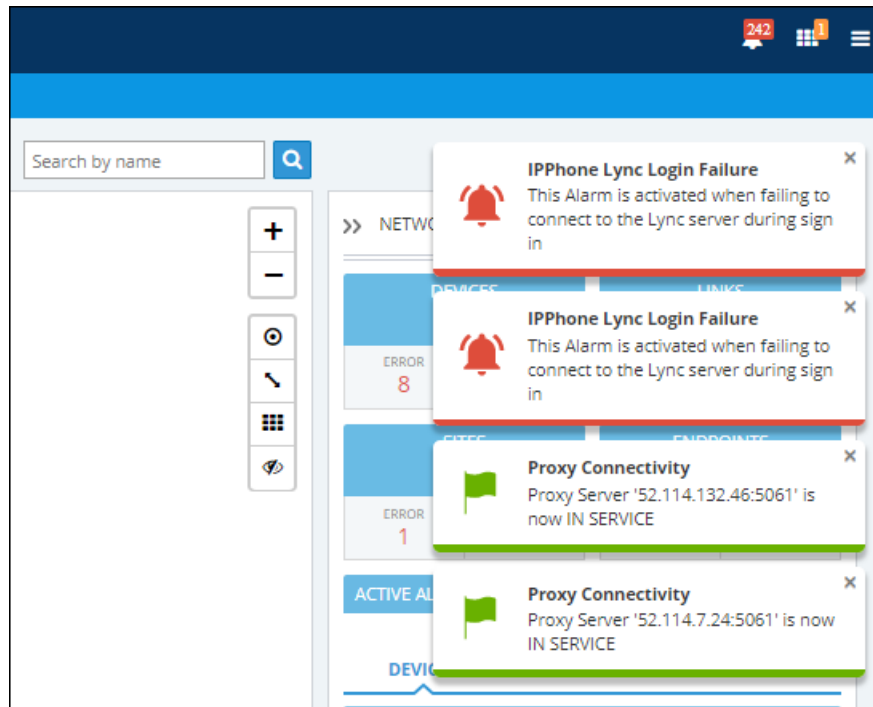 242
1
Search by name
IPPhone Lync Login Failure
This Alarm is activated when failing to
connect to the Lync server during sign
in
NETWO
DEVICES
LINKS
ERROR
8
IPPhone Lync Login Failure
This Alarm is activated when failing to
connect to the Lync server during sign
in
SITES
ENDPOINTS
ERROR
1
Proxy Connectivity
Proxy Server '52.114.132.46:5061' is
now IN SERVICE
ACTIVE AL
Proxy Connectivity
Proxy Server '52.114.7.24:5061' is now
IN SERVICE
DEVIC